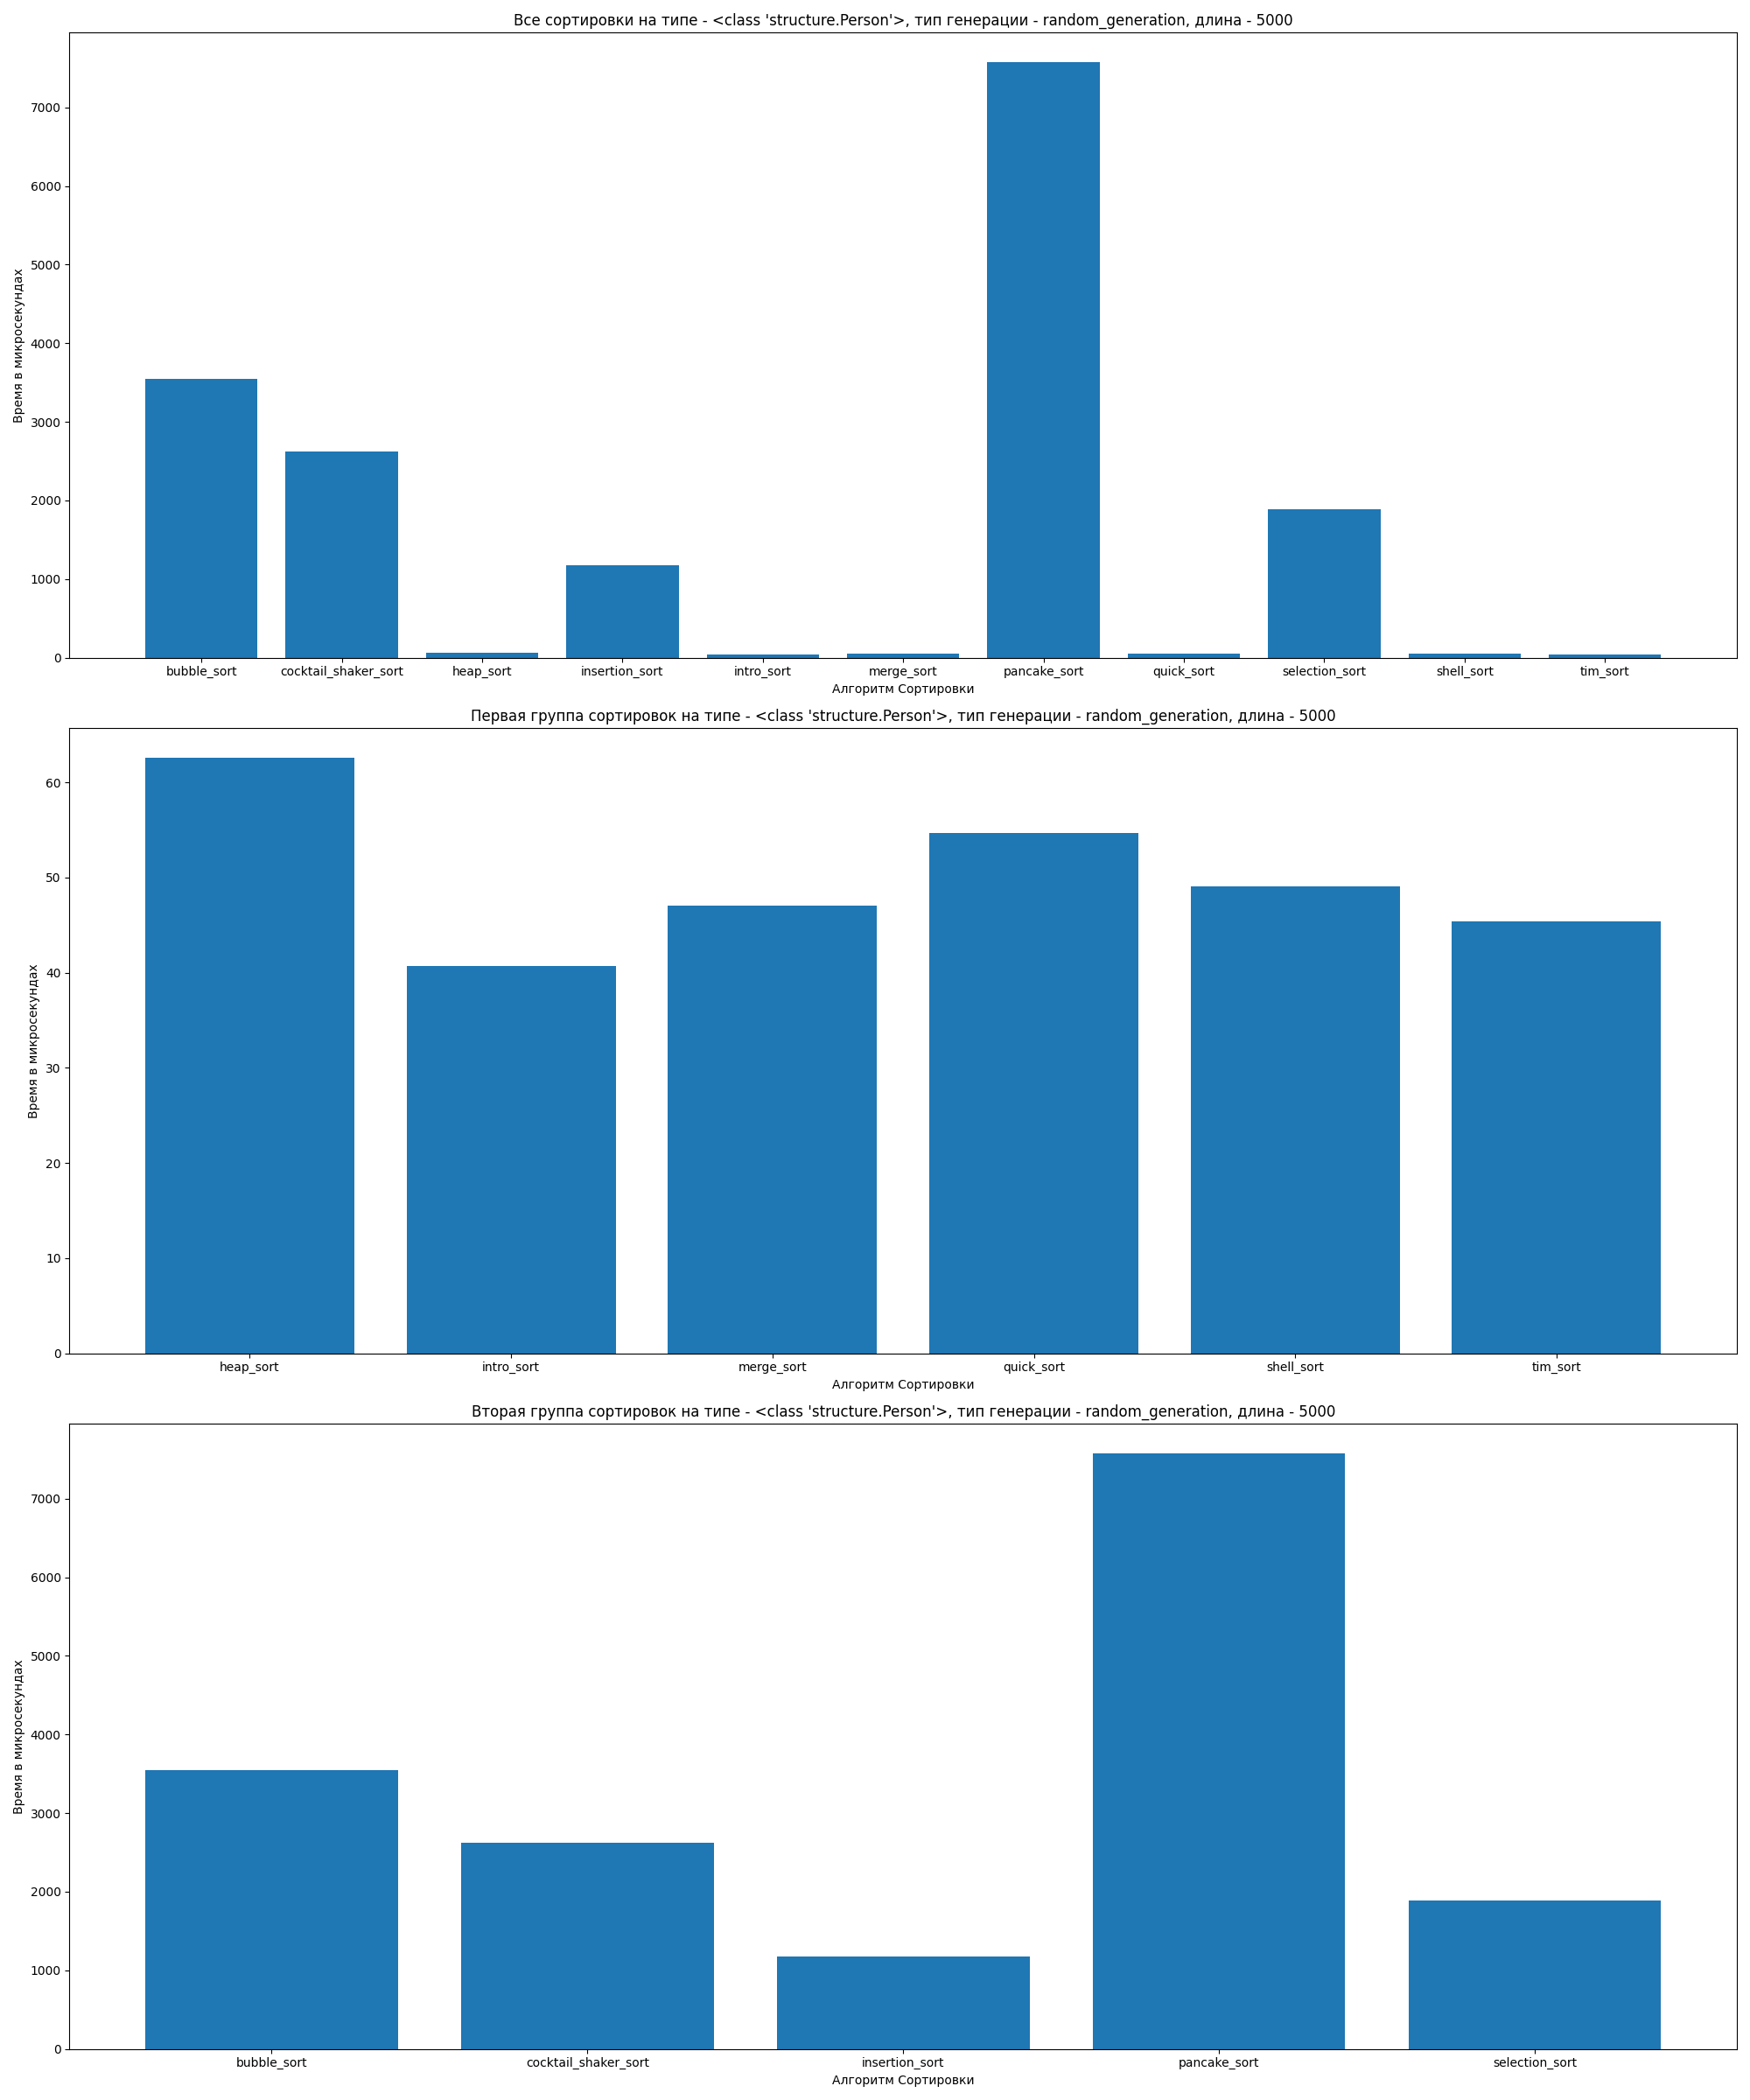 Все сортировки на типе - <class 'structure.Person'>, тип генерации - random_generation, длина - 5000
Время в микросекундах
7000
6000
5000
4000
3000
2000
1000
0
bubble_sort cocktail_shaker_sort heap_sort insertion_sort intro_sort merge_sort pancake_sort quick_sort selection_sort shell_sort tim_sort
Алгоритм Сортировки
Первая группа сортировок на типе - <class 'structure.Person'>, тип генерации - random_generation, длина - 5000
Время в микросекундах
60
50
40
30
20
10
0
heap_sort intro_sort merge_sort quick_sort shell_sort tim_sort
Алгоритм Сортировки
Вторая группа сортировок на типе - <class 'structure.Person'>, тип генерации - random_generation, длина - 5000
Время в микросекундах
7000
6000
5000
4000
3000
2000
1000
0
bubble_sort cocktail_shaker_sort insertion_sort pancake_sort selection_sort
Алгоритм Сортировки